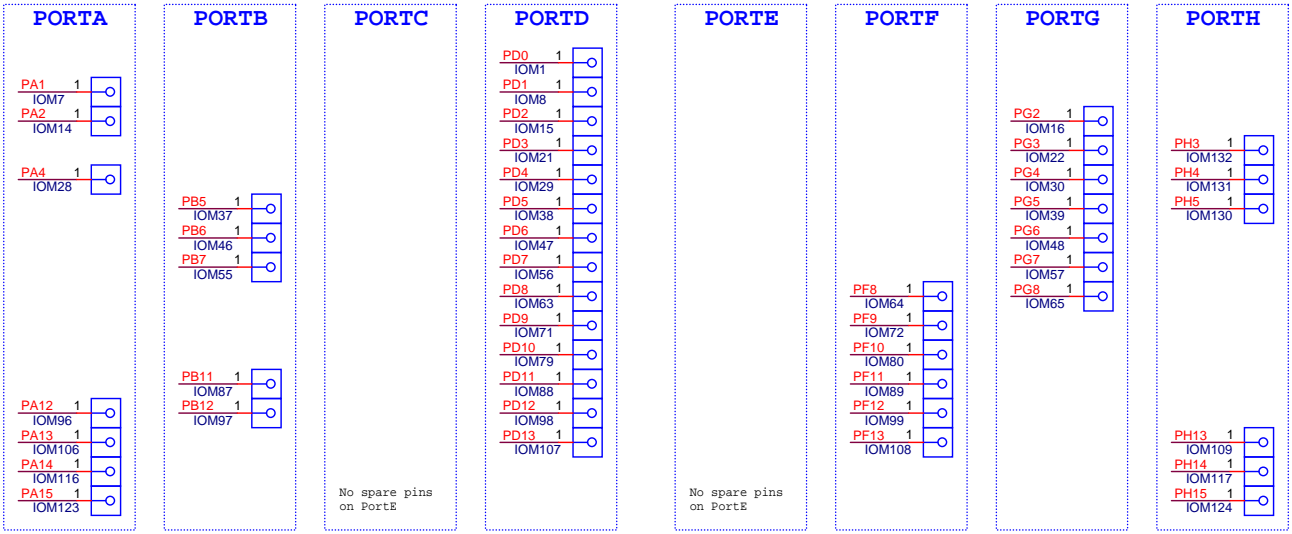 PORTA
PA1 1
IOM7
PA2 1
IOM14
PA4 1
IOM28
PA12 1
IOM96
PA13 1
IOM106
PA14 1
IOM116
PA15 1
IOM123
PORTB
PB5 1
IOM37
PB6 1
IOM46
PB7 1
IOM55
PB11 1
IOM87
PB12 1
IOM97
PORTC
No spare pins
on PortE
PORTD
PD0 1
IOM1
PD1 1
IOM8
PD2 1
IOM15
PD3 1
IOM21
PD4 1
IOM29
PD5 1
IOM38
PD6 1
IOM47
PD7 1
IOM56
PD8 1
IOM63
PD9 1
IOM71
PD10 1
IOM79
PD11 1
IOM88
PD12 1
IOM98
PD13 1
IOM107
PORTE
No spare pins
on PortE
PORTF
PF8 1
IOM64
PF9 1
IOM72
PF10 1
IOM80
PF11 1
IOM89
PF12 1
IOM99
PF13 1
IOM108
PORTG
PG2 1
IOM16
PG3 1
IOM22
PG4 1
IOM30
PG5 1
IOM39
PG6 1
IOM48
PG7 1
IOM57
PG8 1
IOM65
PORTH
PH3 1
IOM132
PH4 1
IOM131
PH5 1
IOM130
PH13 1
IOM109
PH14 1
IOM117
PH15 1
IOM124